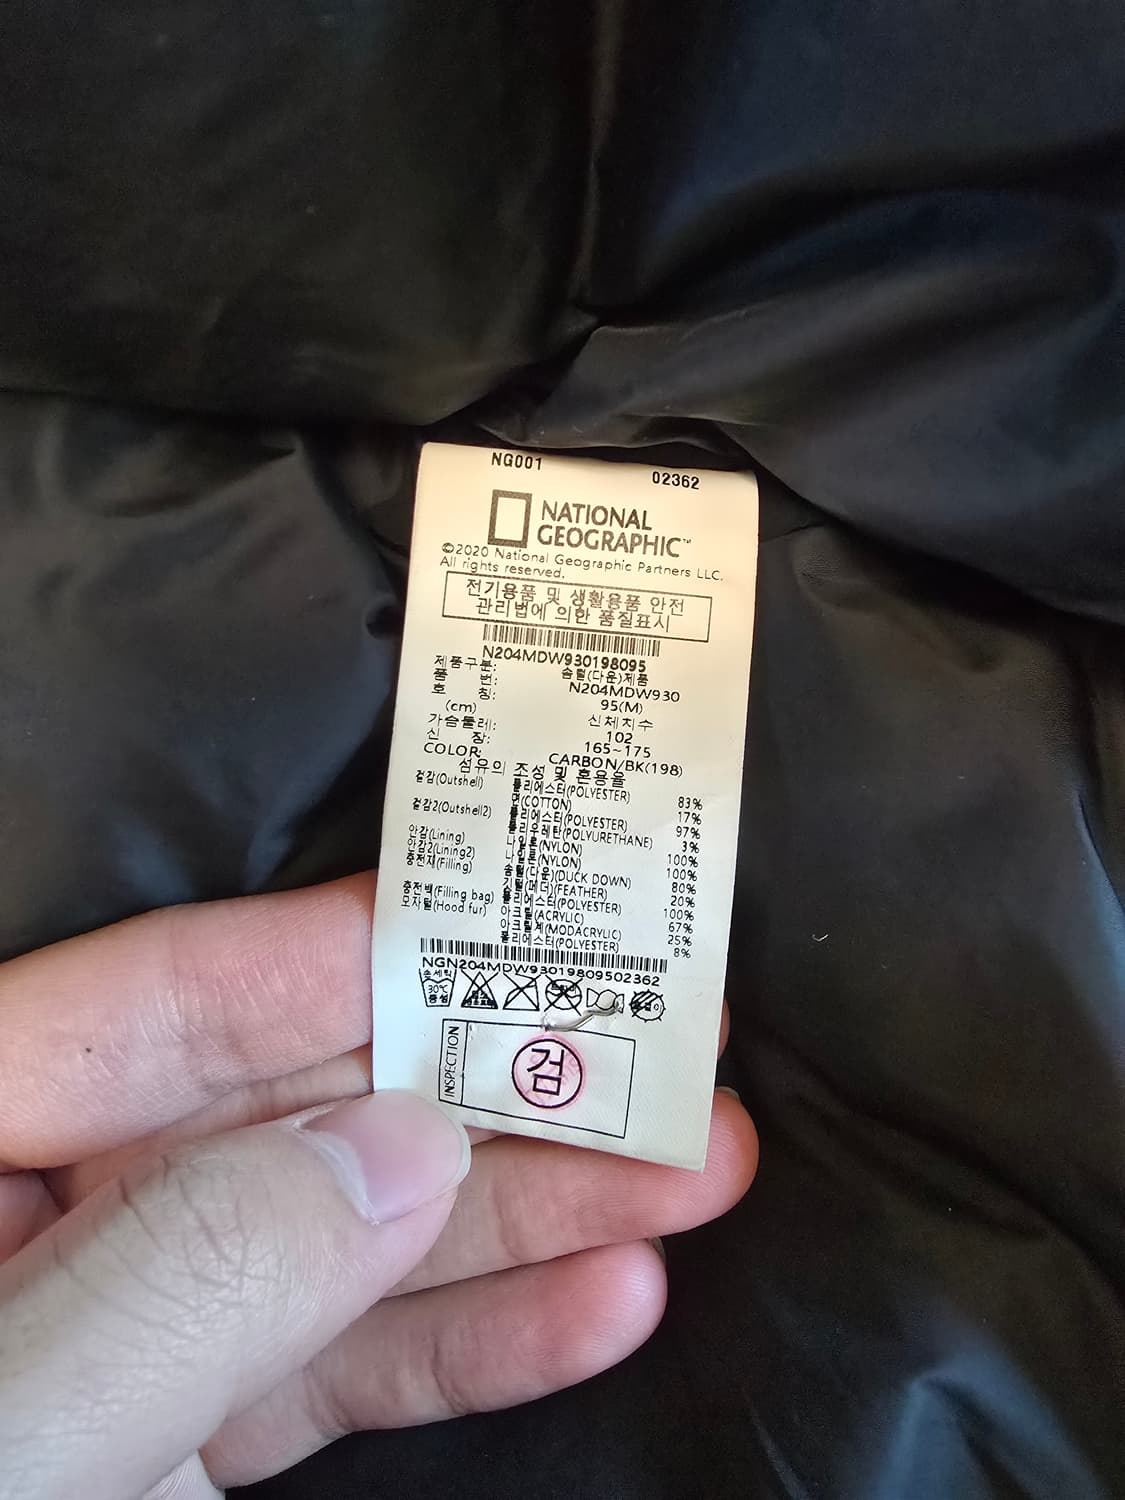 NG001 02362
NATIONAL
GEOGRAPHIC™
©2020 National Geographic Partners LLC.
All rights reserved.
전기용품 및 생활용품 안전
관리법에 의한 품질표시
N204MDW930198095
제품구분: 솜털(다운)제품
품 번: N204MDW930
호 칭: 95(M)
(cm) 신체치수
가슴둘레: 102
신 장: 165~175
COLOR: CARBON/BK(198)
섬유의 조성 및 혼용율
겉감(Outshell) 폴리에스터(POLYESTER) 83%
면(COTTON) 17%
겉감2(Outshell2) 폴리에스터(POLYESTER) 97%
폴리우레탄(POLYURETHANE) 3%
안감(Lining) 나일론(NYLON) 100%
안감2(Lining2) 나일론(NYLON) 100%
충전재(Filling) 솜털(다운)(DUCK DOWN) 80%
깃털(페더)(FEATHER) 20%
충전백(Filling bag) 폴리에스터(POLYESTER) 100%
모자털(Hood fur) 아크릴(ACRYLIC) 67%
아크릴계(MODACRYLIC) 25%
폴리에스터(POLYESTER) 8%
NGN204MDW93019809502362
손세탁
30℃
중성
INSPECTION
검